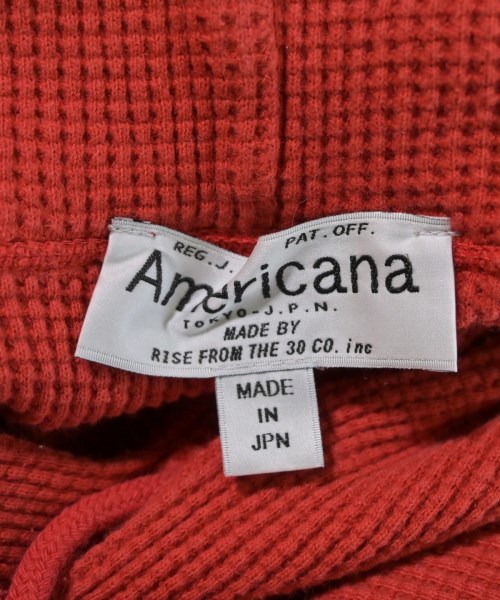 REG.J. PAT.OFF.
Americana
TOKYO-J.P.N.
MADE BY
RISE FROM THE 30 CO. inc
MADE
IN
JPN